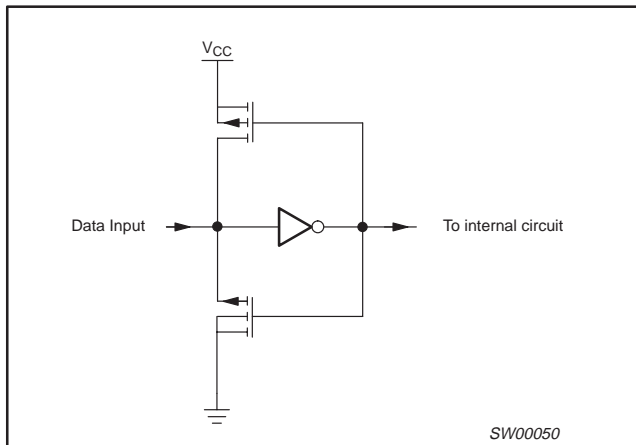 VCC
Data Input
To internal circuit
SW00050